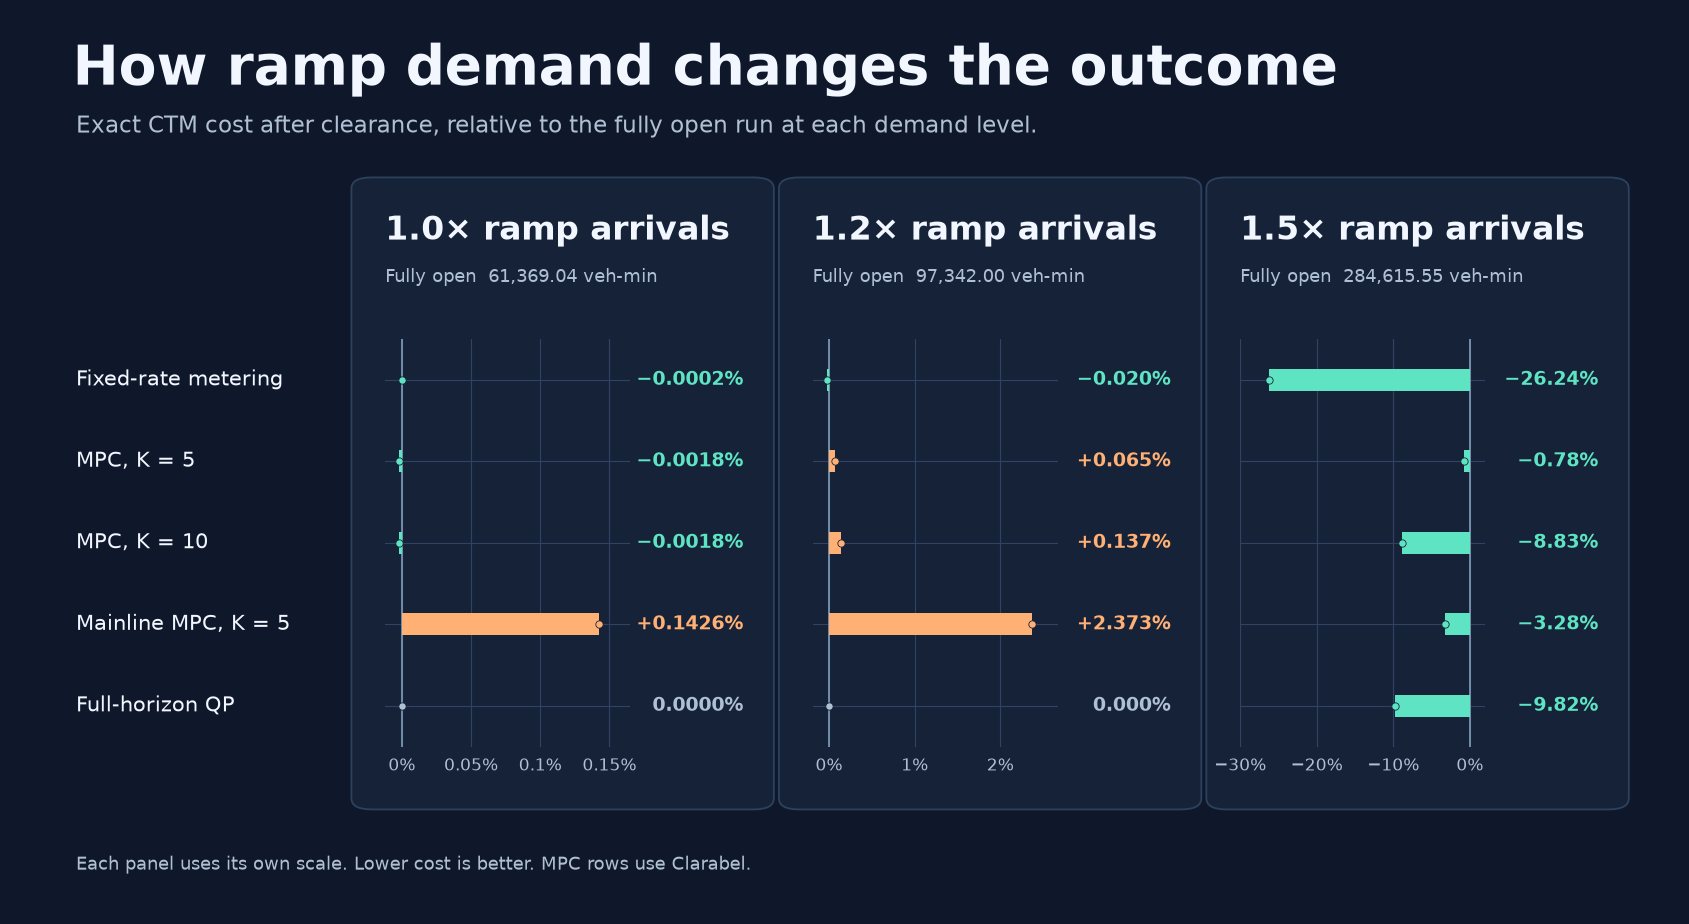 How ramp demand changes the outcome
Exact CTM cost after clearance, relative to the fully open run at each demand level.
1.0× ramp arrivals
Fully open 61,369.04 veh-min
1.2× ramp arrivals
Fully open 97,342.00 veh-min
1.5× ramp arrivals
Fully open 284,615.55 veh-min
Fixed-rate metering −0.0002% −0.020% −26.24%
MPC, K = 5 −0.0018% +0.065% −0.78%
MPC, K = 10 −0.0018% +0.137% −8.83%
Mainline MPC, K = 5 +0.1426% +2.373% −3.28%
Full-horizon QP 0.0000% 0.000% −9.82%
0% 0.05% 0.1% 0.15% 0% 1% 2% −30% −20% −10% 0%
Each panel uses its own scale. Lower cost is better. MPC rows use Clarabel.